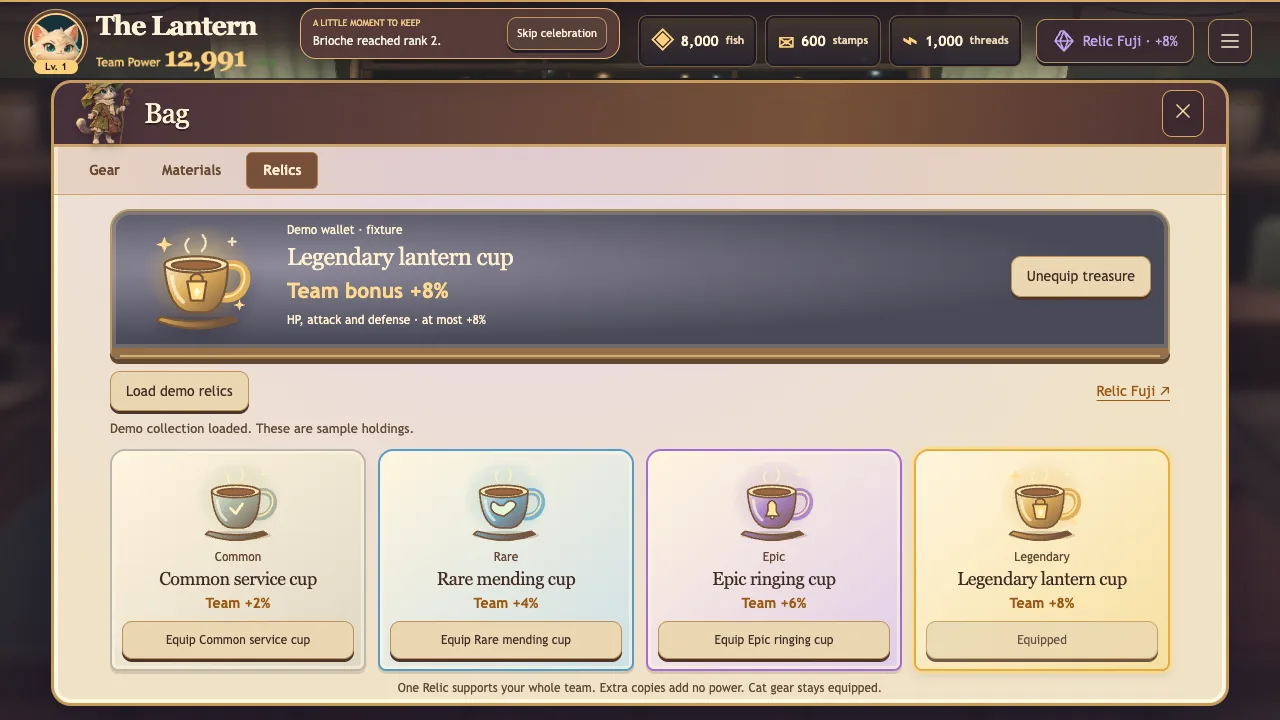 The Lantern
Team Power 12,991
Lv. 1
A LITTLE MOMENT TO KEEP
Brioche reached rank 2.
Skip celebration
8,000 fish
600 stamps
1,000 threads
Relic Fuji · +8%
Bag
Gear
Materials
Relics
Demo wallet · fixture
Legendary lantern cup
Team bonus +8%
HP, attack and defense · at most +8%
Unequip treasure
Load demo relics
Relic Fuji ↗
Demo collection loaded. These are sample holdings.
Common
Common service cup
Team +2%
Equip Common service cup
Rare
Rare mending cup
Team +4%
Equip Rare mending cup
Epic
Epic ringing cup
Team +6%
Equip Epic ringing cup
Legendary
Legendary lantern cup
Team +8%
Equipped
One Relic supports your whole team. Extra copies add no power. Cat gear stays equipped.